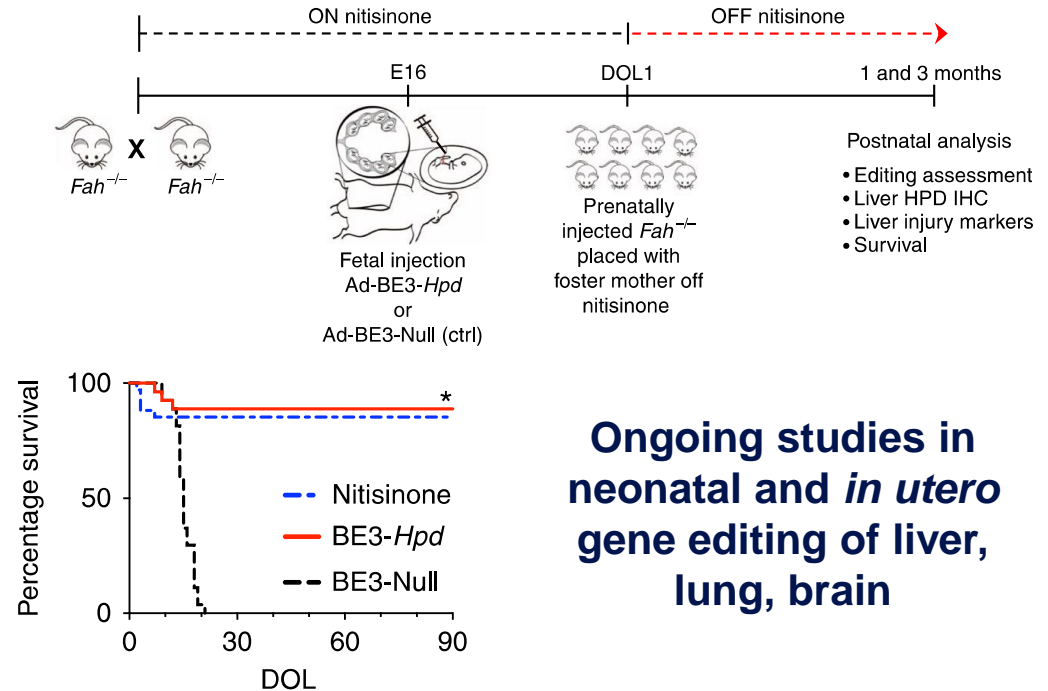 ON nitisinone
OFF nitisinone
E16
DOL1
1 and 3 months
X
Fah−/−
Fah−/−
Fetal injection
Ad-BE3-Hpd
or
Ad-BE3-Null (ctrl)
Prenatally
injected Fah−/−
placed with
foster mother off
nitisinone
Postnatal analysis
• Editing assessment
• Liver HPD IHC
• Liver injury markers
• Survival
Percentage survival
100
50
0
*
Nitisinone
BE3-Hpd
BE3-Null
0 30 60 90
DOL
Ongoing studies in
neonatal and in utero
gene editing of liver,
lung, brain